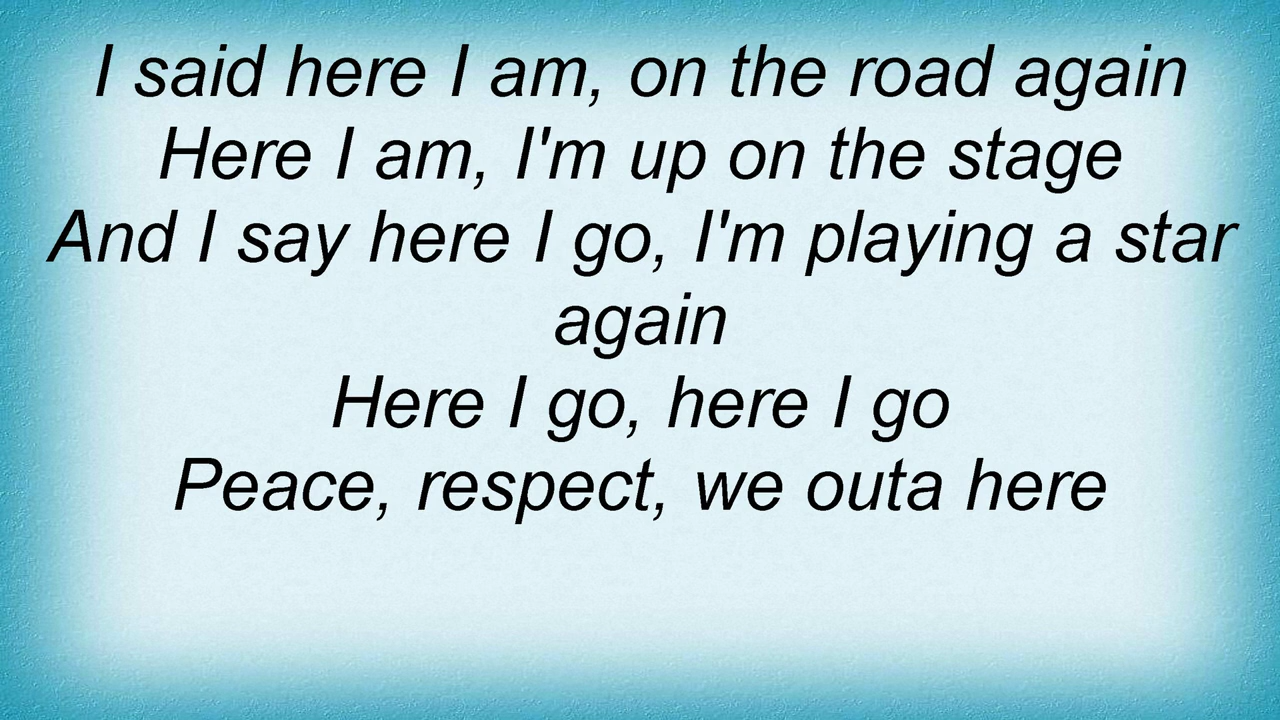 I said here I am, on the road again
Here I am, I'm up on the stage
And I say here I go, I'm playing a star
again
Here I go, here I go
Peace, respect, we outa here